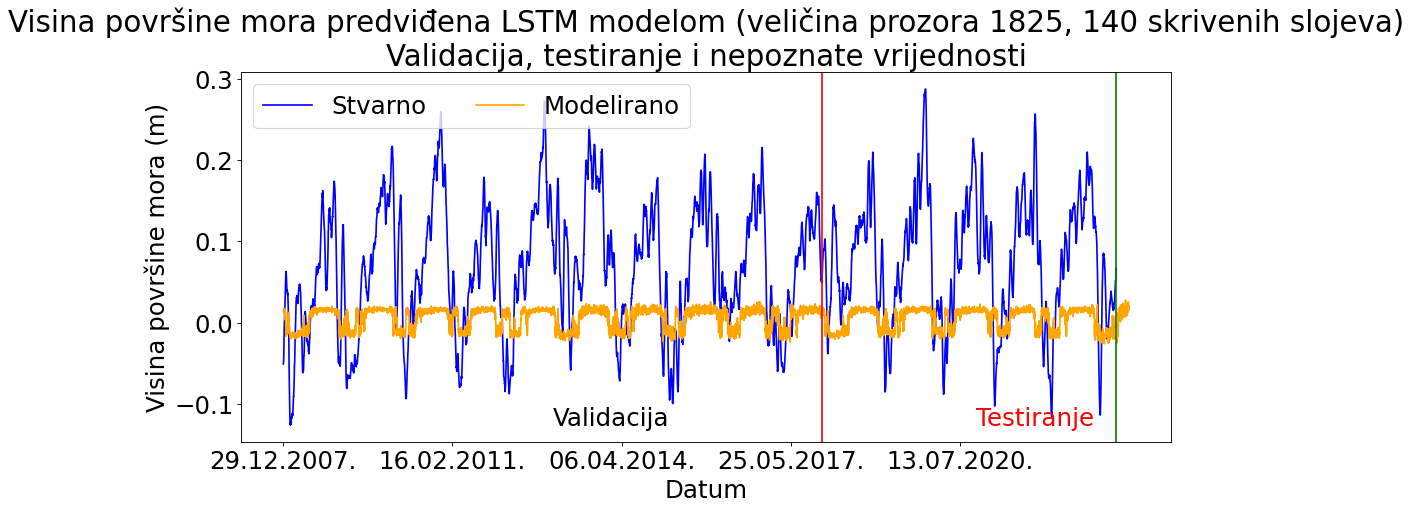 Visina površine mora predviđena LSTM modelom (veličina prozora 1825, 140 skrivenih slojeva)
Validacija, testiranje i nepoznate vrijednosti
Stvarno
Modelirano
Visina površine mora (m)
0.3
0.2
0.1
0.0
−0.1
Validacija
Testiranje
29.12.2007.
16.02.2011.
06.04.2014.
25.05.2017.
13.07.2020.
Datum